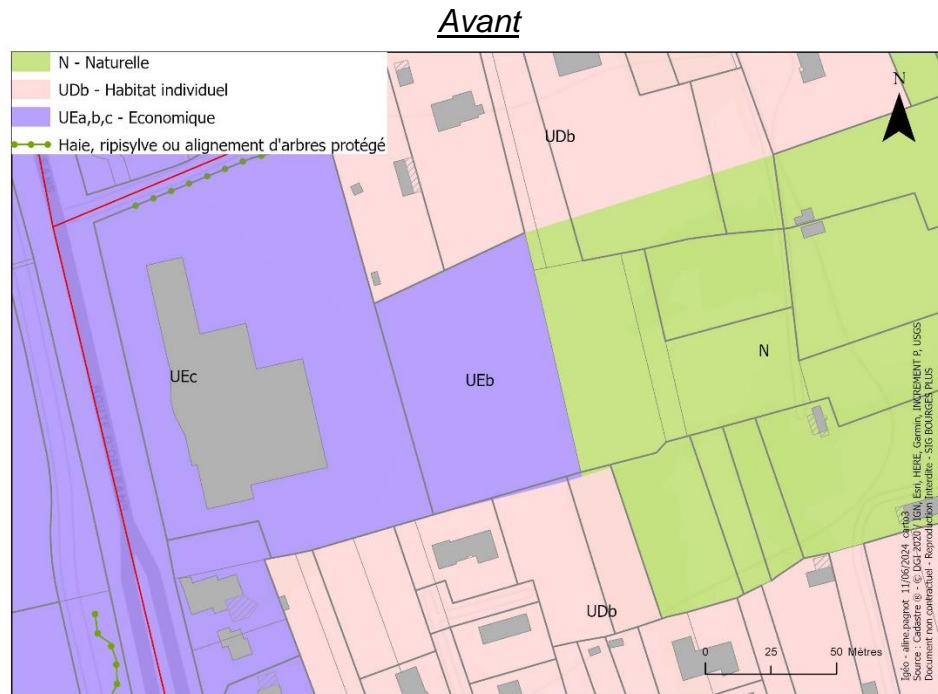 Avant
N - Naturelle
UDb - Habitat individuel
UEa,b,c - Economique
Haie, ripisylve ou alignement d'arbres protégé
N
UDb
UEc
UEb
N
UDb
0 25 50 Mètres
Igéo - aline.pagnot 11/06/2024 carto3
Source : Cadastre ® - © DGI-2020 / IGN, Esri, HERE, Garmin, INCREMENT P, USGS
Document non contractuel - Reproduction Interdite - SIG BOURGES PLUS